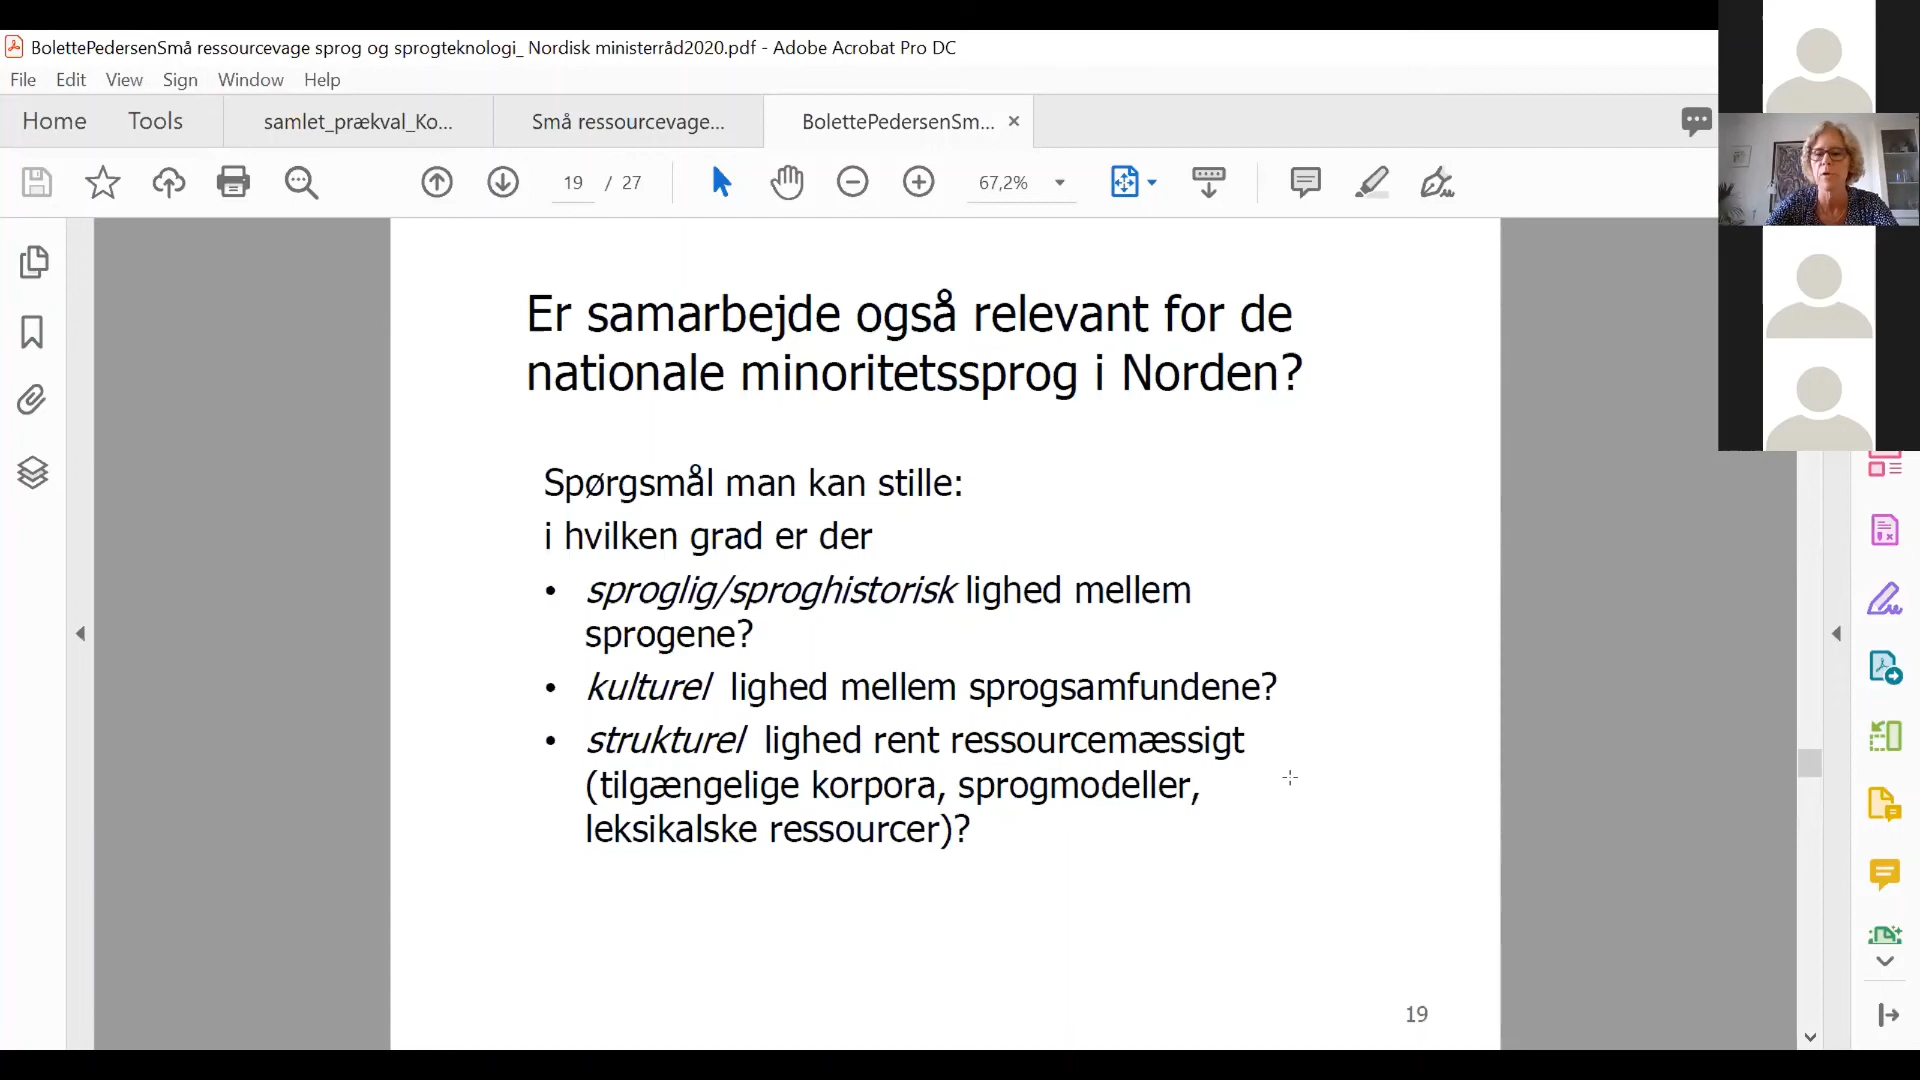 BolettePedersenSmå ressourcevage sprog og sprogteknologi_ Nordisk ministerråd2020.pdf - Adobe Acrobat Pro DC
File Edit View Sign Window Help
Home Tools samlet_prækval_Ko... Små ressourcevage... BolettePedersenSm... ×
19 / 27 67,2%
Er samarbejde også relevant for de
nationale minoritetssprog i Norden?
Spørgsmål man kan stille:
i hvilken grad er der
• sproglig/sproghistorisk lighed mellem
sprogene?
• kulturel lighed mellem sprogsamfundene?
• strukturel lighed rent ressourcemæssigt
(tilgængelige korpora, sprogmodeller,
leksikalske ressourcer)?
19